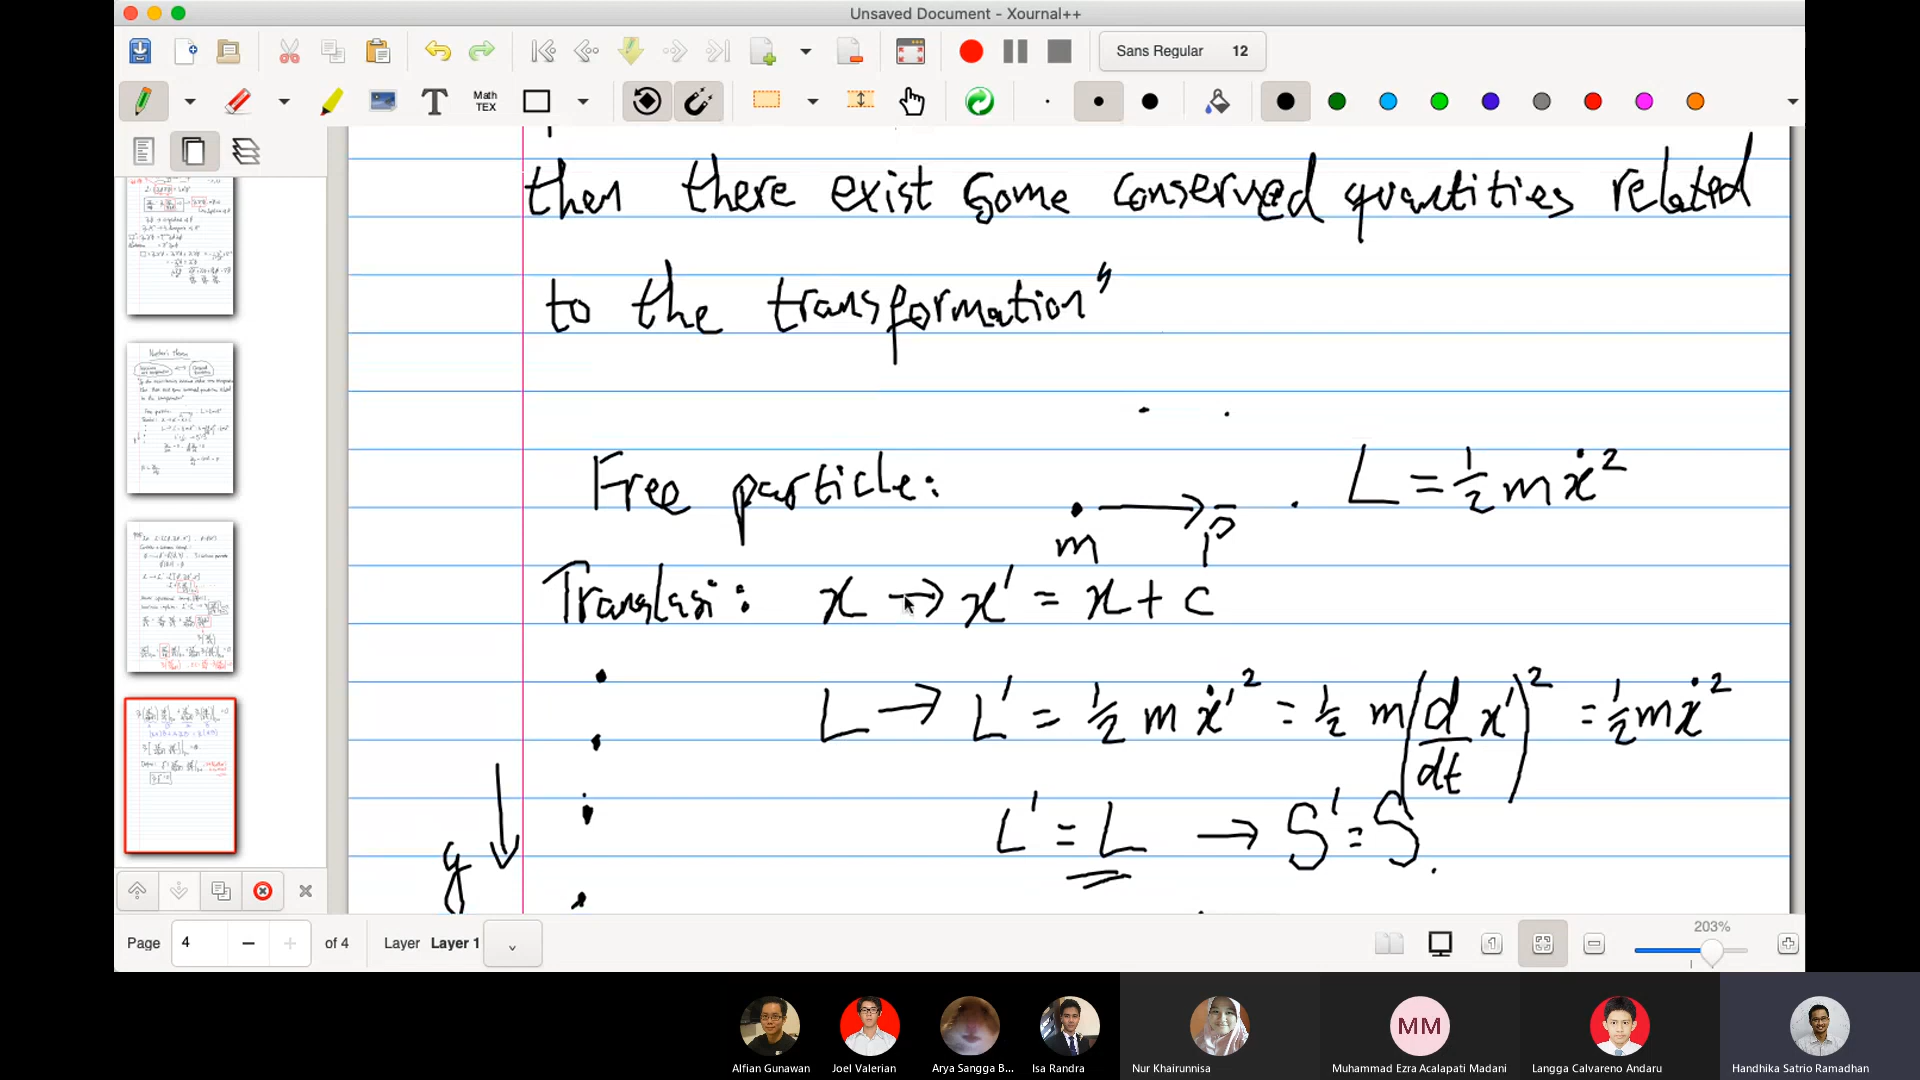 Unsaved Document - Xournal++
Sans Regular 12
Math TEX
then there exist some conserved quantities related
to the transformation"
Free particle: m → p̄ . L = ½ m ẋ²
Translasi : x → x' = x + c
L → L' = ½ m ẋ'² = ½ m (d/dt x')² = ½ m ẋ²
L' = L → S' = S.
y
Page 4 of 4 Layer Layer 1
203%
MM
Alfian Gunawan Joel Valerian Arya Sangga B... Isa Randra Nur Khairunnisa Muhammad Ezra Acalapati Madani Langga Calvareno Andaru Handhika Satrio Ramadhan